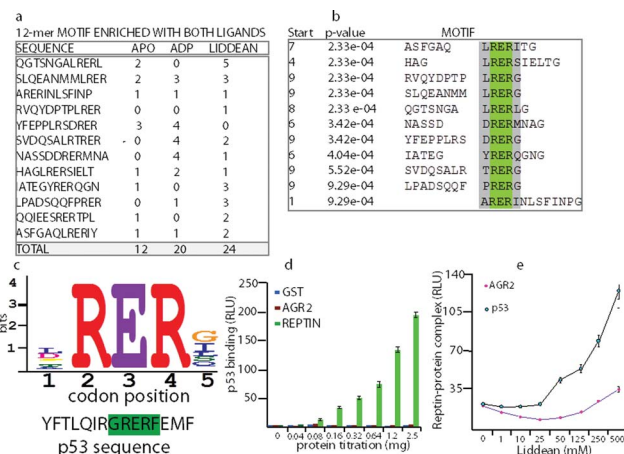 a
12-mer MOTIF ENRICHED WITH BOTH LIGANDS
SEQUENCE APO ADP LIDDEAN
QGTSNGALRERL 2 0 5
SLQEANMMLRER 2 3 3
ARERINLSFINP 1 1 1
RVQYDPTPLRER 0 0 1
YFEPPLRSDRER 3 4 0
SVDQSALRTRER - 0 4 2
NASSDDRERMNA 0 4 1
HAGLRERSIELT 1 2 1
IATEGYRERQGN 1 0 3
LPADSQQFPRER 0 1 3
QQIEESRERTPL 1 0 2
ASFGAQLRERIY 1 1 2
TOTAL 12 20 24
b
Start p-value MOTIF
7 2.33e-04 ASFGAQ LRERITG
4 2.33e-04 HAG LRERSIELTG
9 2.33e-04 RVQYDPTP LRERG
9 2.33e-04 SLQEANMM LRERG
8 2.33 e-04 QGTSNGA LRERLG
6 3.42e-04 NASSD DRERMNAG
9 3.42e-04 YFEPPLRS DRERG
6 4.04e-04 IATEG YRERQGNG
9 5.52e-04 SVDQSALR TRERG
9 9.29e-04 LPADSQQF PRERG
1 9.29e-04 ARERINLSFINPG
c
bits
4
3
2
1
RER
1 2 3 4 5
codon position
YFTLQIRGRERFEMF
p53 sequence
d
p53 binding (RLU)
250
200
150
100
50
GST
AGR2
REPTIN
0 0.04 0.08 0.16 0.32 0.64 1.2 2.5
protein titration (mg)
e
Reptin-protein complex (RLU)
140
105
70
35
AGR2
p53
0 1 10 25 50 125 250 500
Liddean (mM)